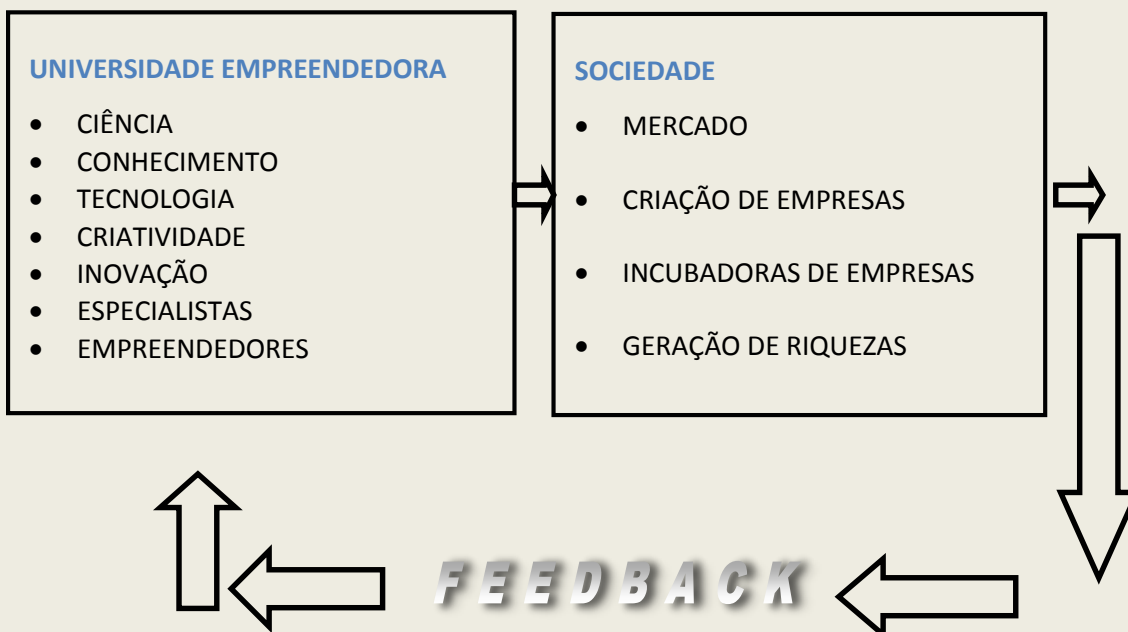 UNIVERSIDADE EMPREENDEDORA
• CIÊNCIA
• CONHECIMENTO
• TECNOLOGIA
• CRIATIVIDADE
• INOVAÇÃO
• ESPECIALISTAS
• EMPREENDEDORES
SOCIEDADE
• MERCADO
• CRIAÇÃO DE EMPRESAS
• INCUBADORAS DE EMPRESAS
• GERAÇÃO DE RIQUEZAS
FEEDBACK